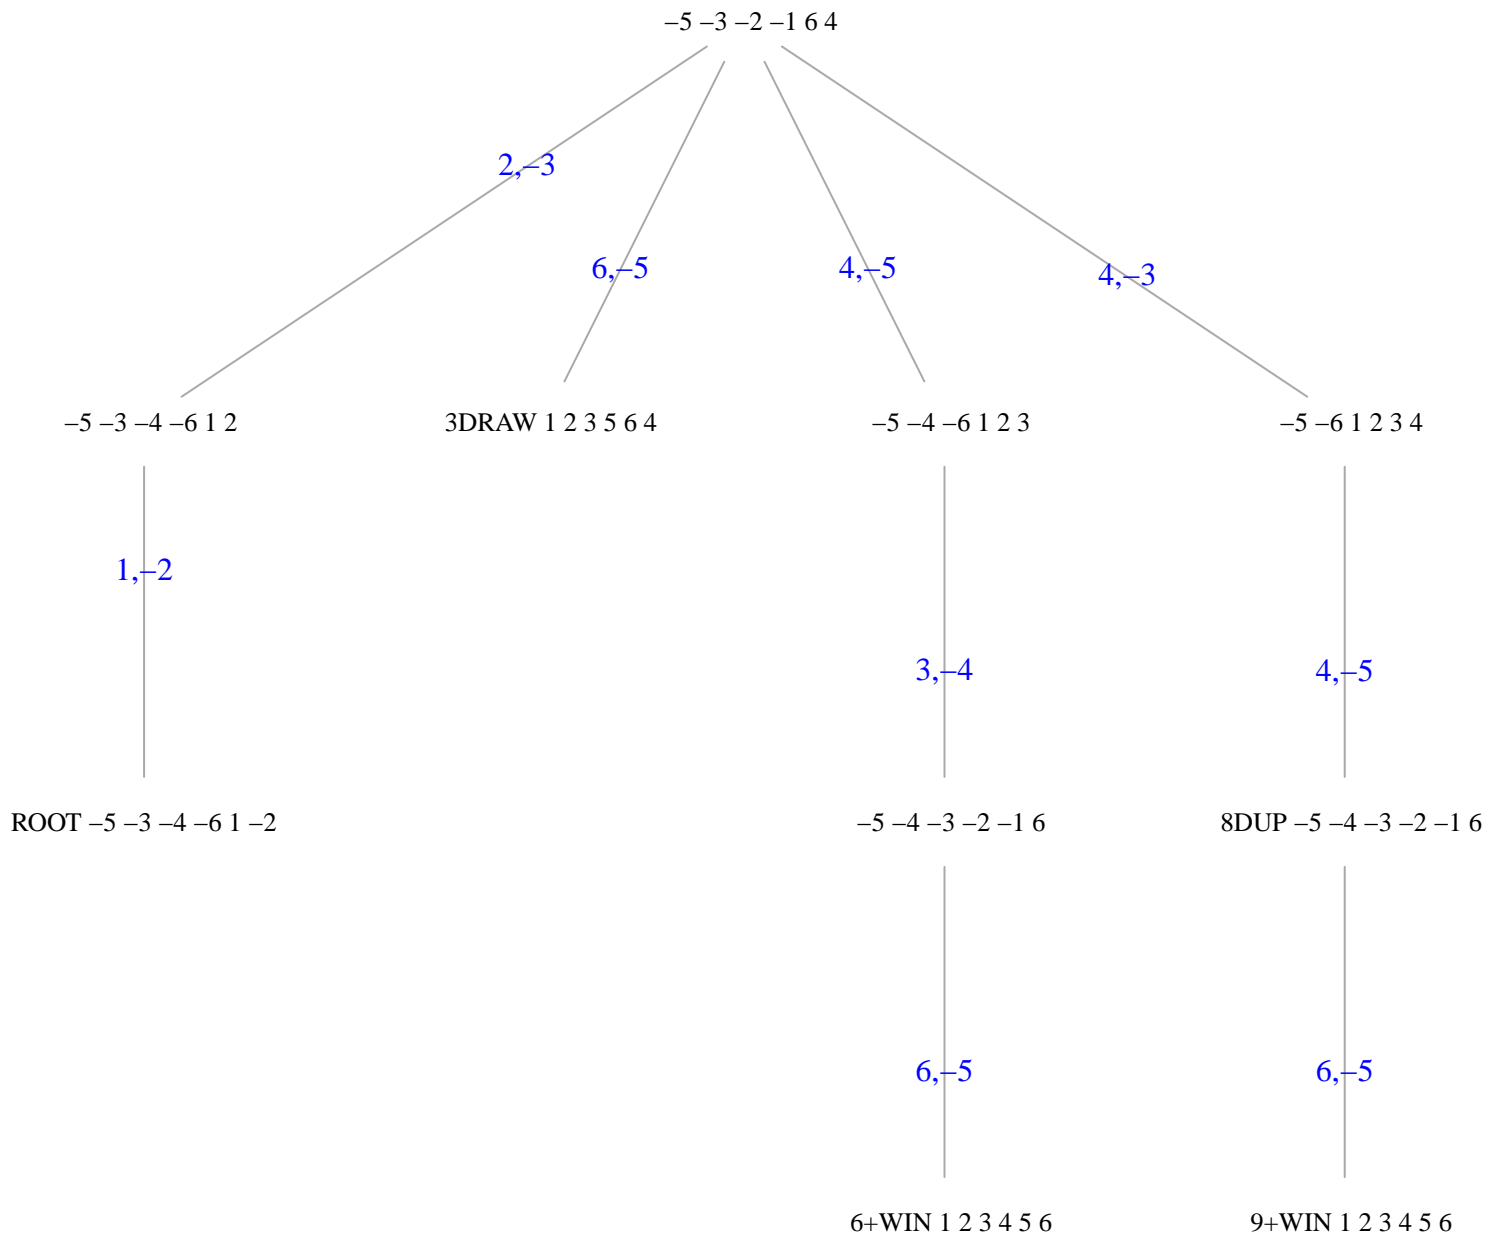 –5 –3 –2 –1 6 4
2,–3
6,–5
4,–5
4,–3
–5 –3 –4 –6 1 2
3DRAW 1 2 3 5 6 4
–5 –4 –6 1 2 3
–5 –6 1 2 3 4
1,–2
3,–4
4,–5
ROOT –5 –3 –4 –6 1 –2
–5 –4 –3 –2 –1 6
8DUP –5 –4 –3 –2 –1 6
6,–5
6,–5
6+WIN 1 2 3 4 5 6
9+WIN 1 2 3 4 5 6